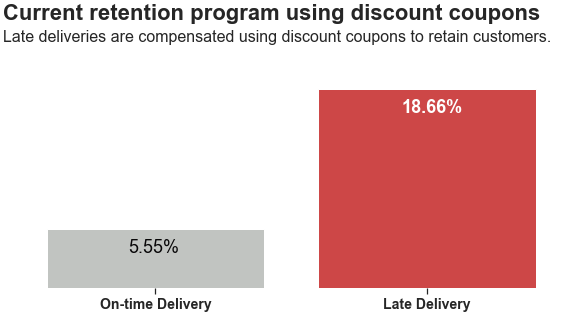 Current retention program using discount coupons
Late deliveries are compensated using discount coupons to retain customers.
18.66%
5.55%
On-time Delivery
Late Delivery